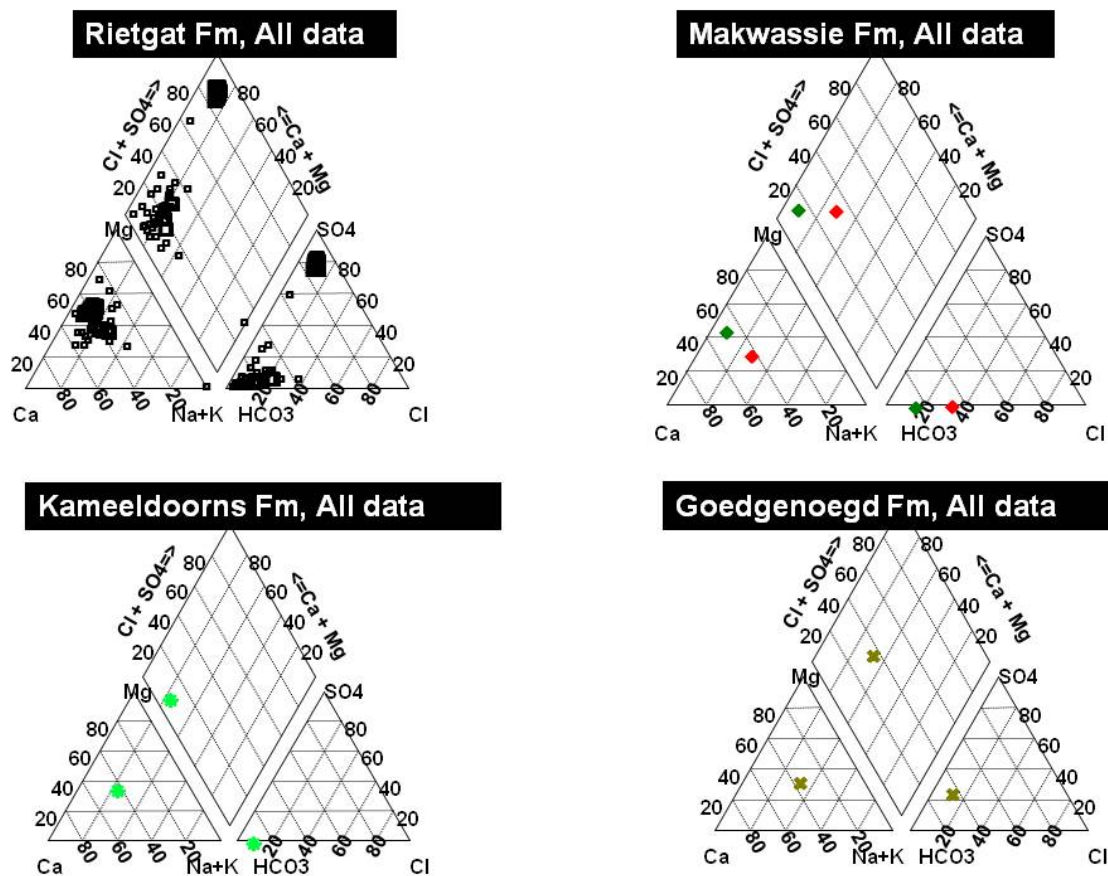 Rietgat Fm, All data
80 80
Cl + SO4=> <=Ca + Mg
60 60
40 40
20 20
Mg SO4
80 80
60 60
40 40
20 20
80 60 40 20 20 40 60 80
Ca Na+K HCO3 Cl
Makwassie Fm, All data
80 80
Cl + SO4=> <=Ca + Mg
60 60
40 40
20 20
Mg SO4
80 80
60 60
40 40
20 20
80 60 40 20 20 40 60 80
Ca Na+K HCO3 Cl
Kameeldoorns Fm, All data
80 80
Cl + SO4=> <=Ca + Mg
60 60
40 40
20 20
Mg SO4
80 80
60 60
40 40
20 20
80 60 40 20 20 40 60 80
Ca Na+K HCO3 Cl
Goedgenoegd Fm, All data
80 80
Cl + SO4=> <=Ca + Mg
60 60
40 40
20 20
Mg SO4
80 80
60 60
40 40
20 20
80 60 40 20 20 40 60 80
Ca Na+K HCO3 Cl